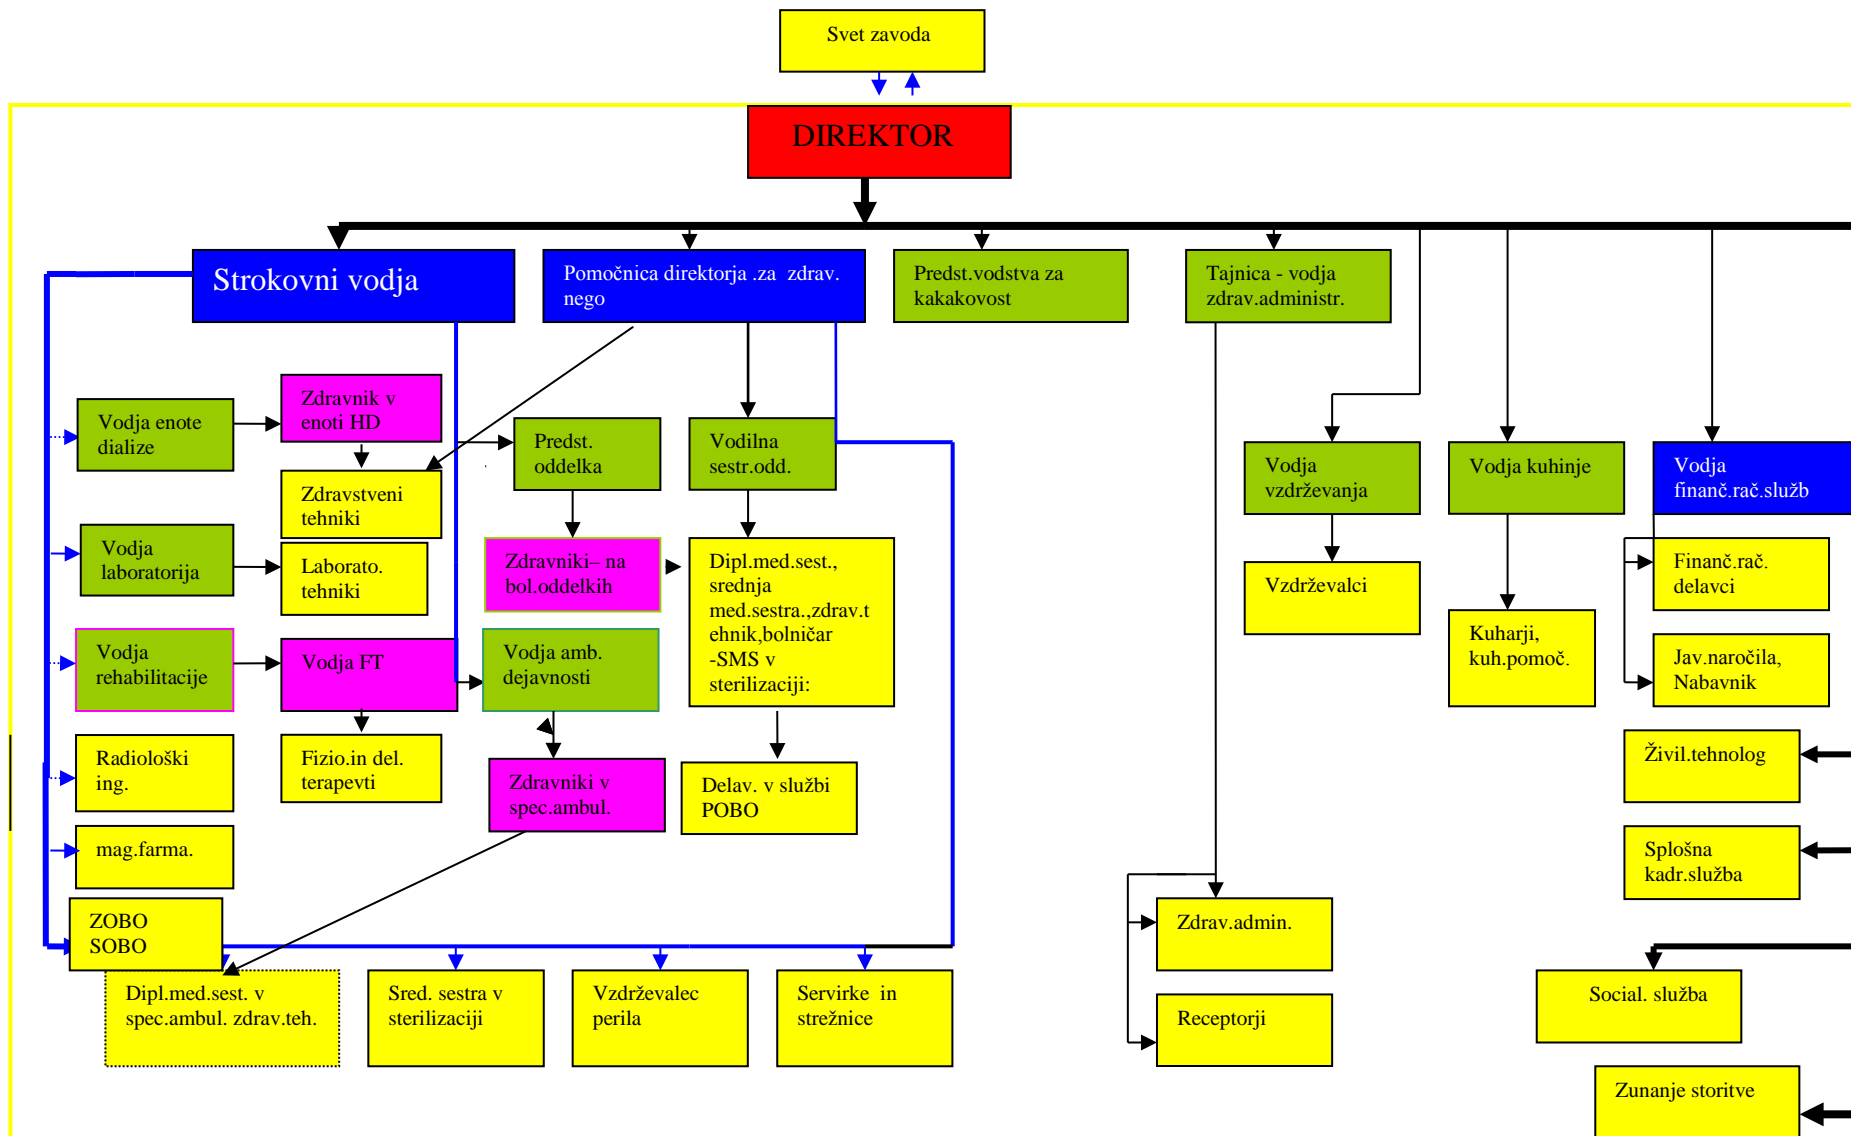 Svet zavoda
DIREKTOR
Strokovni vodja
Pomočnica direktorja .za zdrav.
nego
Predst.vodstva za
kakakovost
Tajnica - vodja
zdrav.administr.
Vodja enote
dialize
Zdravnik v
enoti HD
Predst.
oddelka
Vodilna
sestr.odd.
Vodja
vzdrževanja
Vodja kuhinje
Vodja
finanč.rač.služb
Zdravstveni
tehniki
Vodja
laboratorija
Laborato.
tehniki
Zdravniki– na
bol.oddelkih
Dipl.med.sest.,
srednja
med.sestra.,zdrav.t
ehnik,bolničar
-SMS v
sterilizaciji:
Vzdrževalci
Finanč.rač.
delavci
Vodja
rehabilitacije
Vodja FT
Vodja amb.
dejavnosti
Kuharji,
kuh.pomoč.
Jav.naročila,
Nabavnik
Radiološki
ing.
Fizio.in del.
terapevti
Zdravniki v
spec.ambul.
Delav. v službi
POBO
Živil.tehnolog
mag.farma.
Splošna
kadr.služba
ZOBO
SOBO
Zdrav.admin.
Dipl.med.sest. v
spec.ambul. zdrav.teh.
Sred. sestra v
sterilizaciji
Vzdrževalec
perila
Servirke in
strežnice
Receptorji
Social. služba
Zunanje storitve